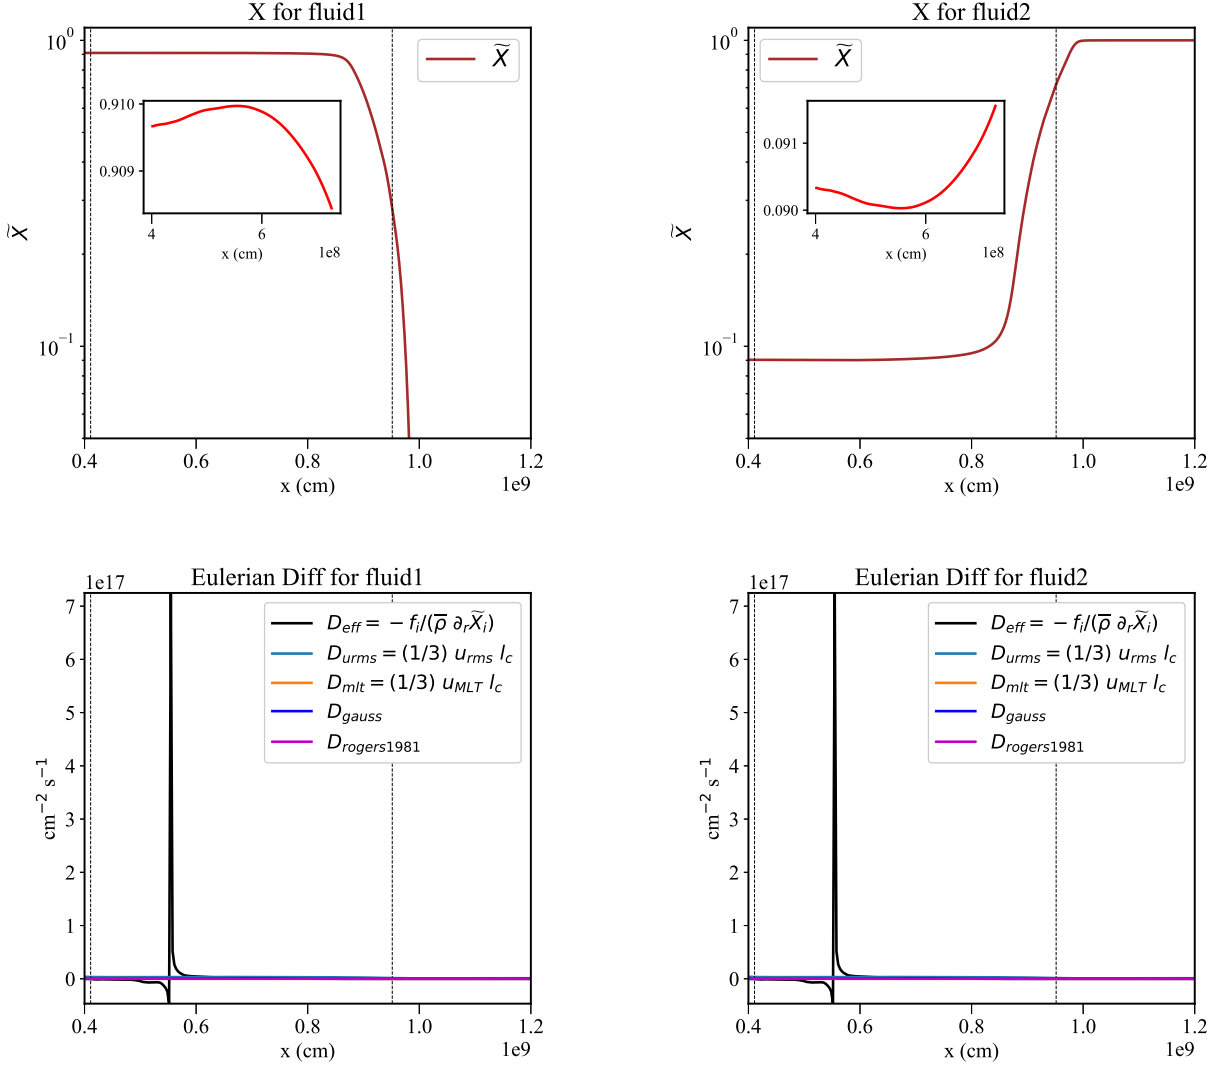 X for fluid1
X for fluid2
10⁰
10⁻¹
X̃
X̃
0.910
0.909
4
6
x (cm)
1e8
0.4
0.6
0.8
1.0
1.2
x (cm)
1e9
10⁰
10⁻¹
X̃
X̃
0.091
0.090
4
6
x (cm)
1e8
0.4
0.6
0.8
1.0
1.2
x (cm)
1e9
1e17
Eulerian Diff for fluid1
7
6
5
4
3
2
1
0
cm⁻² s⁻¹
D_eff = − f_i/(ρ̅ ∂_r X̃_i)
D_urms = (1/3) u_rms l_c
D_mlt = (1/3) u_MLT l_c
D_gauss
D_rogers1981
0.4
0.6
0.8
1.0
1.2
x (cm)
1e9
1e17
Eulerian Diff for fluid2
7
6
5
4
3
2
1
0
cm⁻² s⁻¹
D_eff = − f_i/(ρ̅ ∂_r X̃_i)
D_urms = (1/3) u_rms l_c
D_mlt = (1/3) u_MLT l_c
D_gauss
D_rogers1981
0.4
0.6
0.8
1.0
1.2
x (cm)
1e9